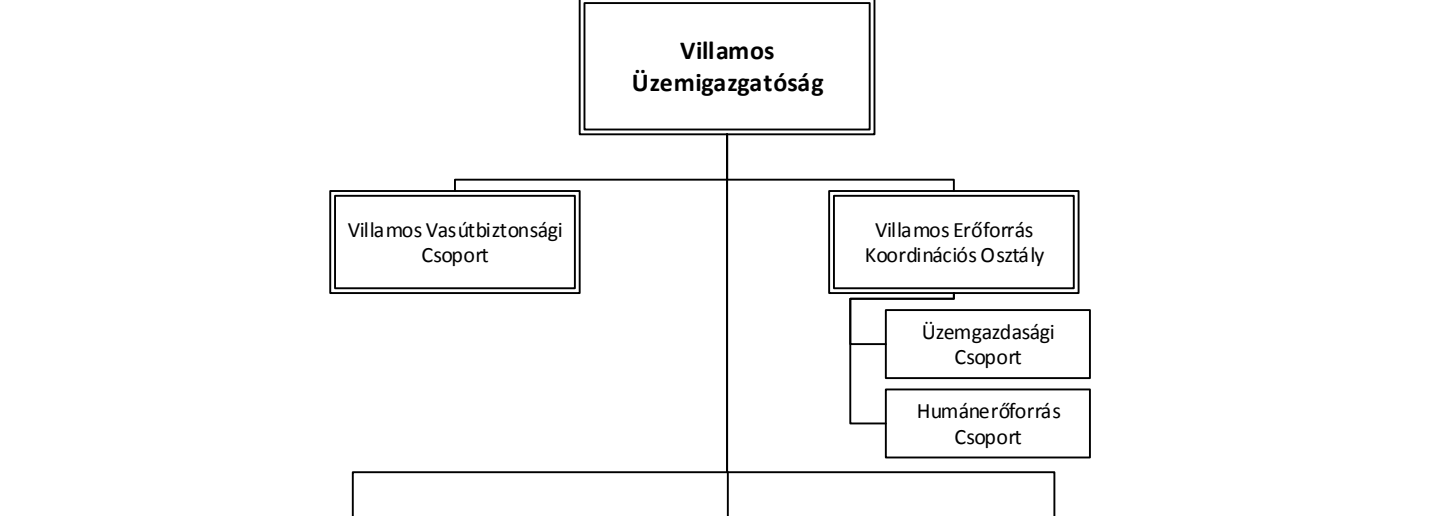 Villamos
Üzemigazgatóság
Villamos Vasútbiztonsági
Csoport
Villamos Erőforrás
Koordinációs Osztály
Üzemgazdasági
Csoport
Humánerőforrás
Csoport